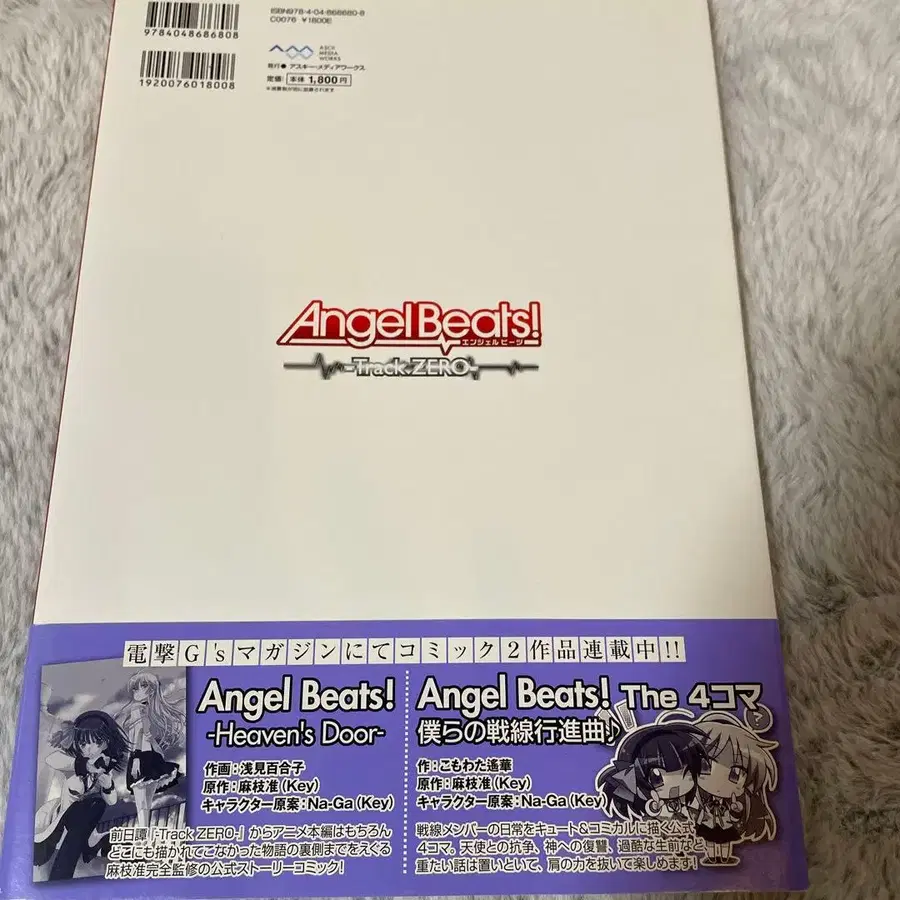 ISBN978-4-04-868680-8
C0076 ¥1800E
9784048686808
1920076018008
ASCII
MEDIA
WORKS
発行●アスキー・メディアワークス
定価：本体1,800円
※消費税が別に加算されます
Angel Beats!
エンジェルビーツ
-Track ZERO-
電撃G'sマガジンにてコミック2作品連載中!!
Angel Beats!
-Heaven's Door-
作画：浅見百合子
原作：麻枝准(Key)
キャラクター原案：Na-Ga(Key)
前日譚「-Track ZERO-」からアニメ本編はもちろん
どこにも描かれてこなかった物語の裏側までをえぐる
麻枝准完全監修の公式ストーリーコミック!
Angel Beats! The 4コマ
僕らの戦線行進曲♪
作：こもわた遙華
原作：麻枝准(Key)
キャラクター原案：Na-Ga(Key)
戦線メンバーの日常をキュート&コミカルに描く公式
4コマ。天使との抗争、神への復讐、過酷な生前など
重たい話は置いといて、肩の力を抜いて楽しめます!